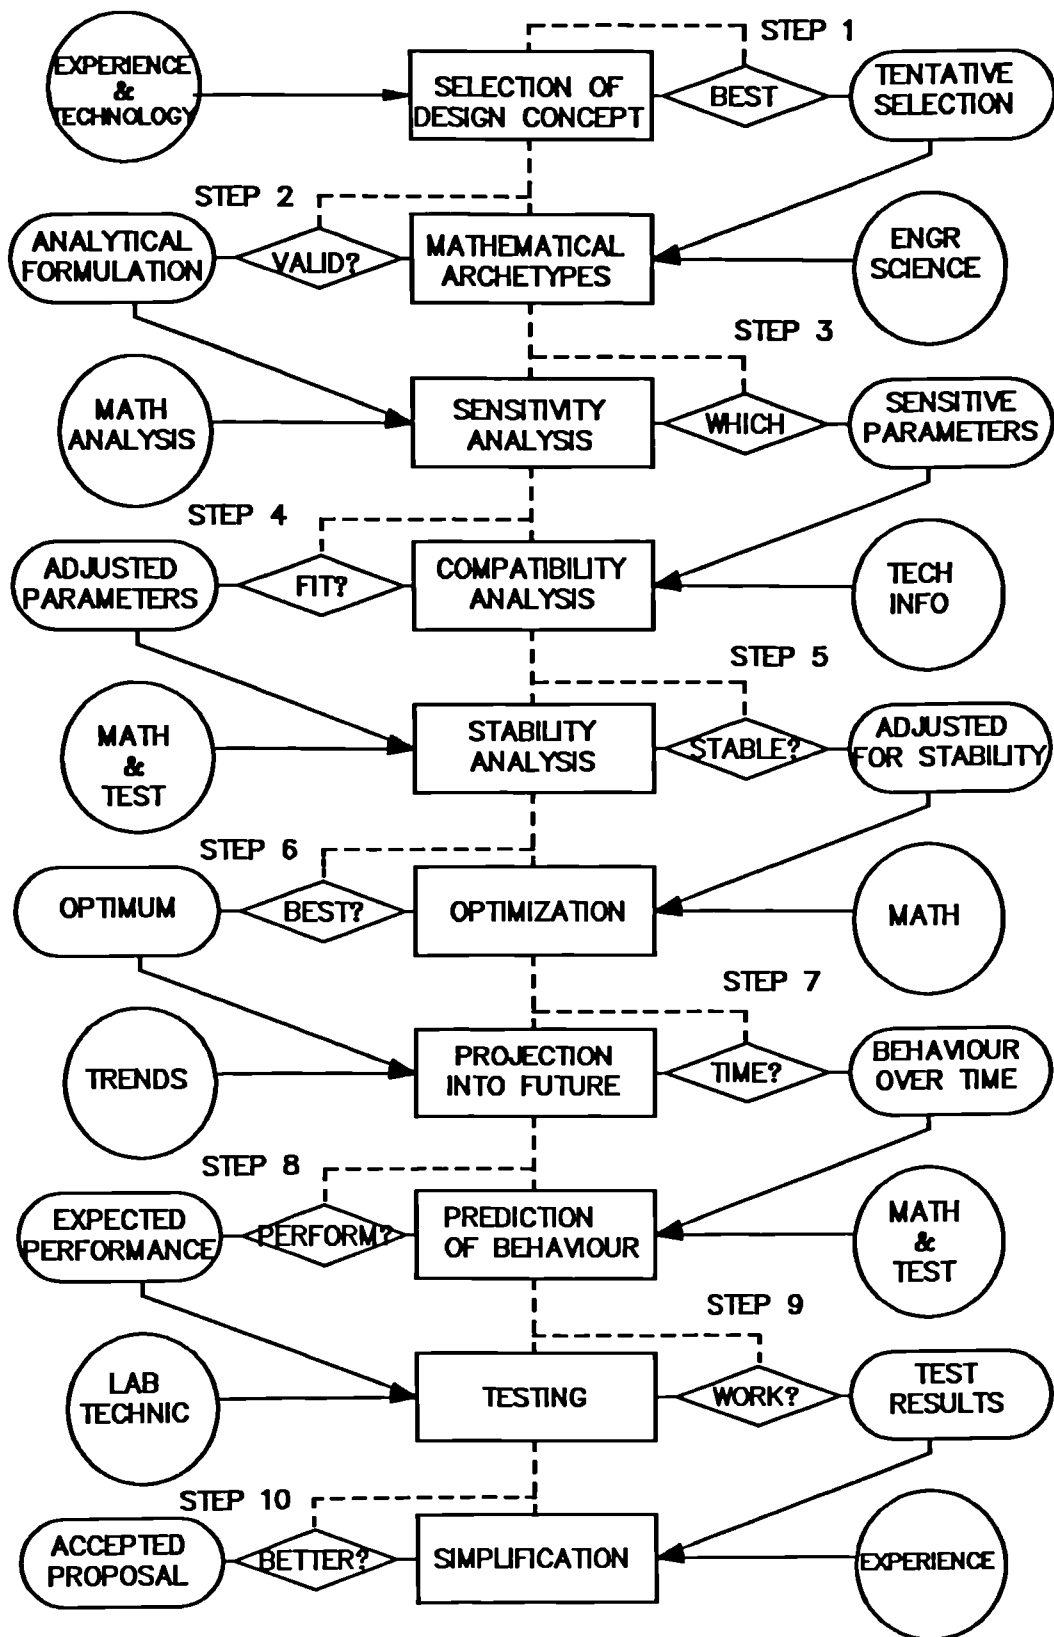 STEP 1
EXPERIENCE
&
TECHNOLOGY
SELECTION OF
DESIGN CONCEPT
BEST
TENTATIVE
SELECTION
STEP 2
ANALYTICAL
FORMULATION
VALID?
MATHEMATICAL
ARCHETYPES
ENGR
SCIENCE
STEP 3
MATH
ANALYSIS
SENSITIVITY
ANALYSIS
WHICH
SENSITIVE
PARAMETERS
STEP 4
ADJUSTED
PARAMETERS
FIT?
COMPATIBILITY
ANALYSIS
TECH
INFO
STEP 5
MATH
&
TEST
STABILITY
ANALYSIS
STABLE?
ADJUSTED
FOR STABILITY
STEP 6
OPTIMUM
BEST?
OPTIMIZATION
MATH
STEP 7
TRENDS
PROJECTION
INTO FUTURE
TIME?
BEHAVIOUR
OVER TIME
STEP 8
EXPECTED
PERFORMANCE
PERFORM?
PREDICTION
OF BEHAVIOUR
MATH
&
TEST
STEP 9
LAB
TECHNIC
TESTING
WORK?
TEST
RESULTS
STEP 10
ACCEPTED
PROPOSAL
BETTER?
SIMPLIFICATION
EXPERIENCE